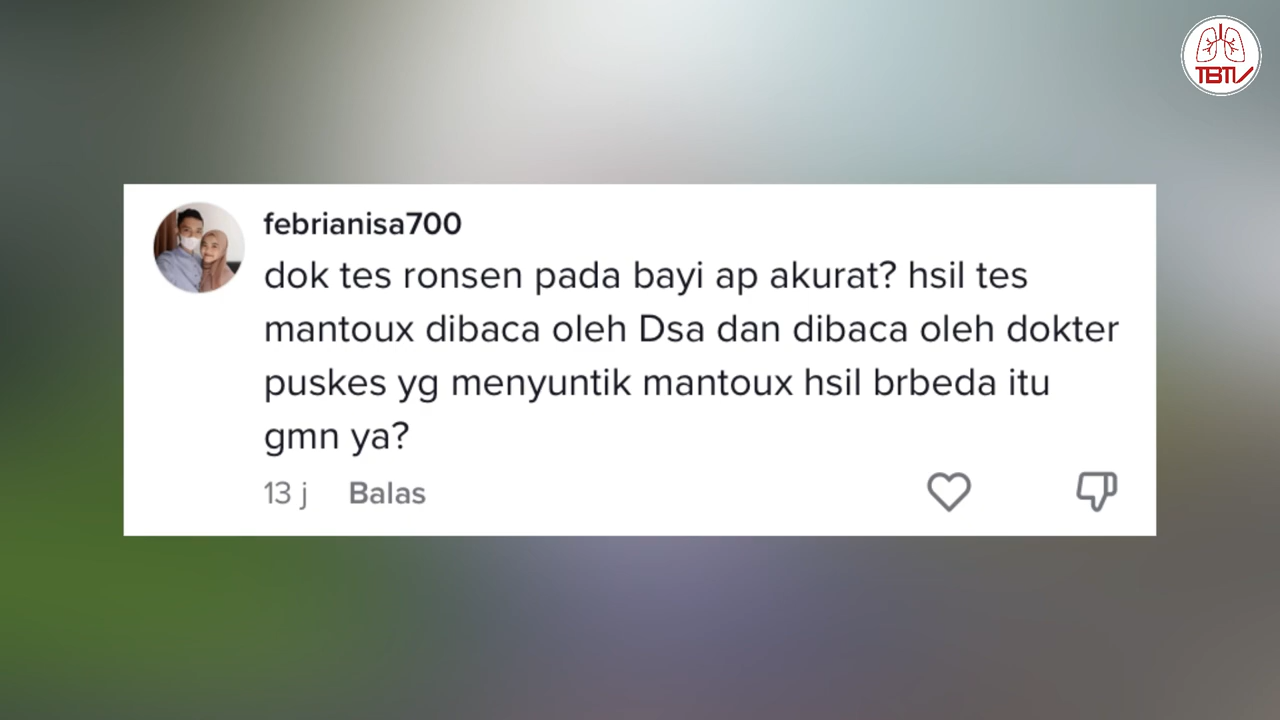 TBTV
febrianisa700
dok tes ronsen pada bayi ap akurat? hsil tes
mantoux dibaca oleh Dsa dan dibaca oleh dokter
puskes yg menyuntik mantoux hsil brbeda itu
gmn ya?
13 j Balas